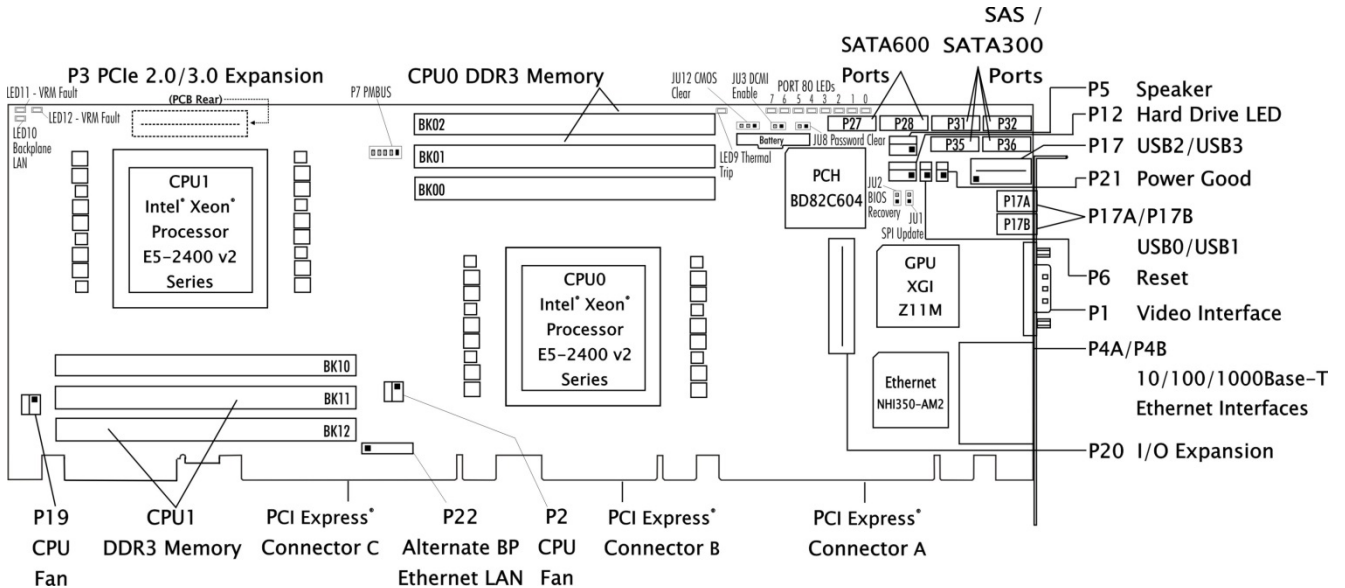 SAS /
SATA600 SATA300
Ports Ports
P3 PCIe 2.0/3.0 Expansion
(PCB Rear)
CPU0 DDR3 Memory
P7 PMBUS
LED11 - VRM Fault
LED12 - VRM Fault
LED10
Backplane
LAN
JU12 CMOS
Clear
JU3 DCMI
Enable
PORT 80 LEDs
7 6 5 4 3 2 1 0
BK02
BK01
BK00
LED9 Thermal
Trip
Battery
JU8 Password Clear
P27
P28
P31
P32
P35
P36
P5 Speaker
P12 Hard Drive LED
P17 USB2/USB3
P21 Power Good
P17A
P17B
P17A/P17B
USB0/USB1
P6 Reset
P1 Video Interface
P4A/P4B
10/100/1000Base-T
Ethernet Interfaces
P20 I/O Expansion
PCH
BD82C604
JU2
BIOS
Recovery
JU1
SPI Update
GPU
XGI
Z11M
Ethernet
NHI350-AM2
CPU1
Intel® Xeon®
Processor
E5-2400 v2
Series
CPU0
Intel® Xeon®
Processor
E5-2400 v2
Series
BK10
BK11
BK12
P19
CPU
Fan
CPU1
DDR3 Memory
PCI Express®
Connector C
P22
Alternate BP
Ethernet LAN
P2
CPU
Fan
PCI Express®
Connector B
PCI Express®
Connector A